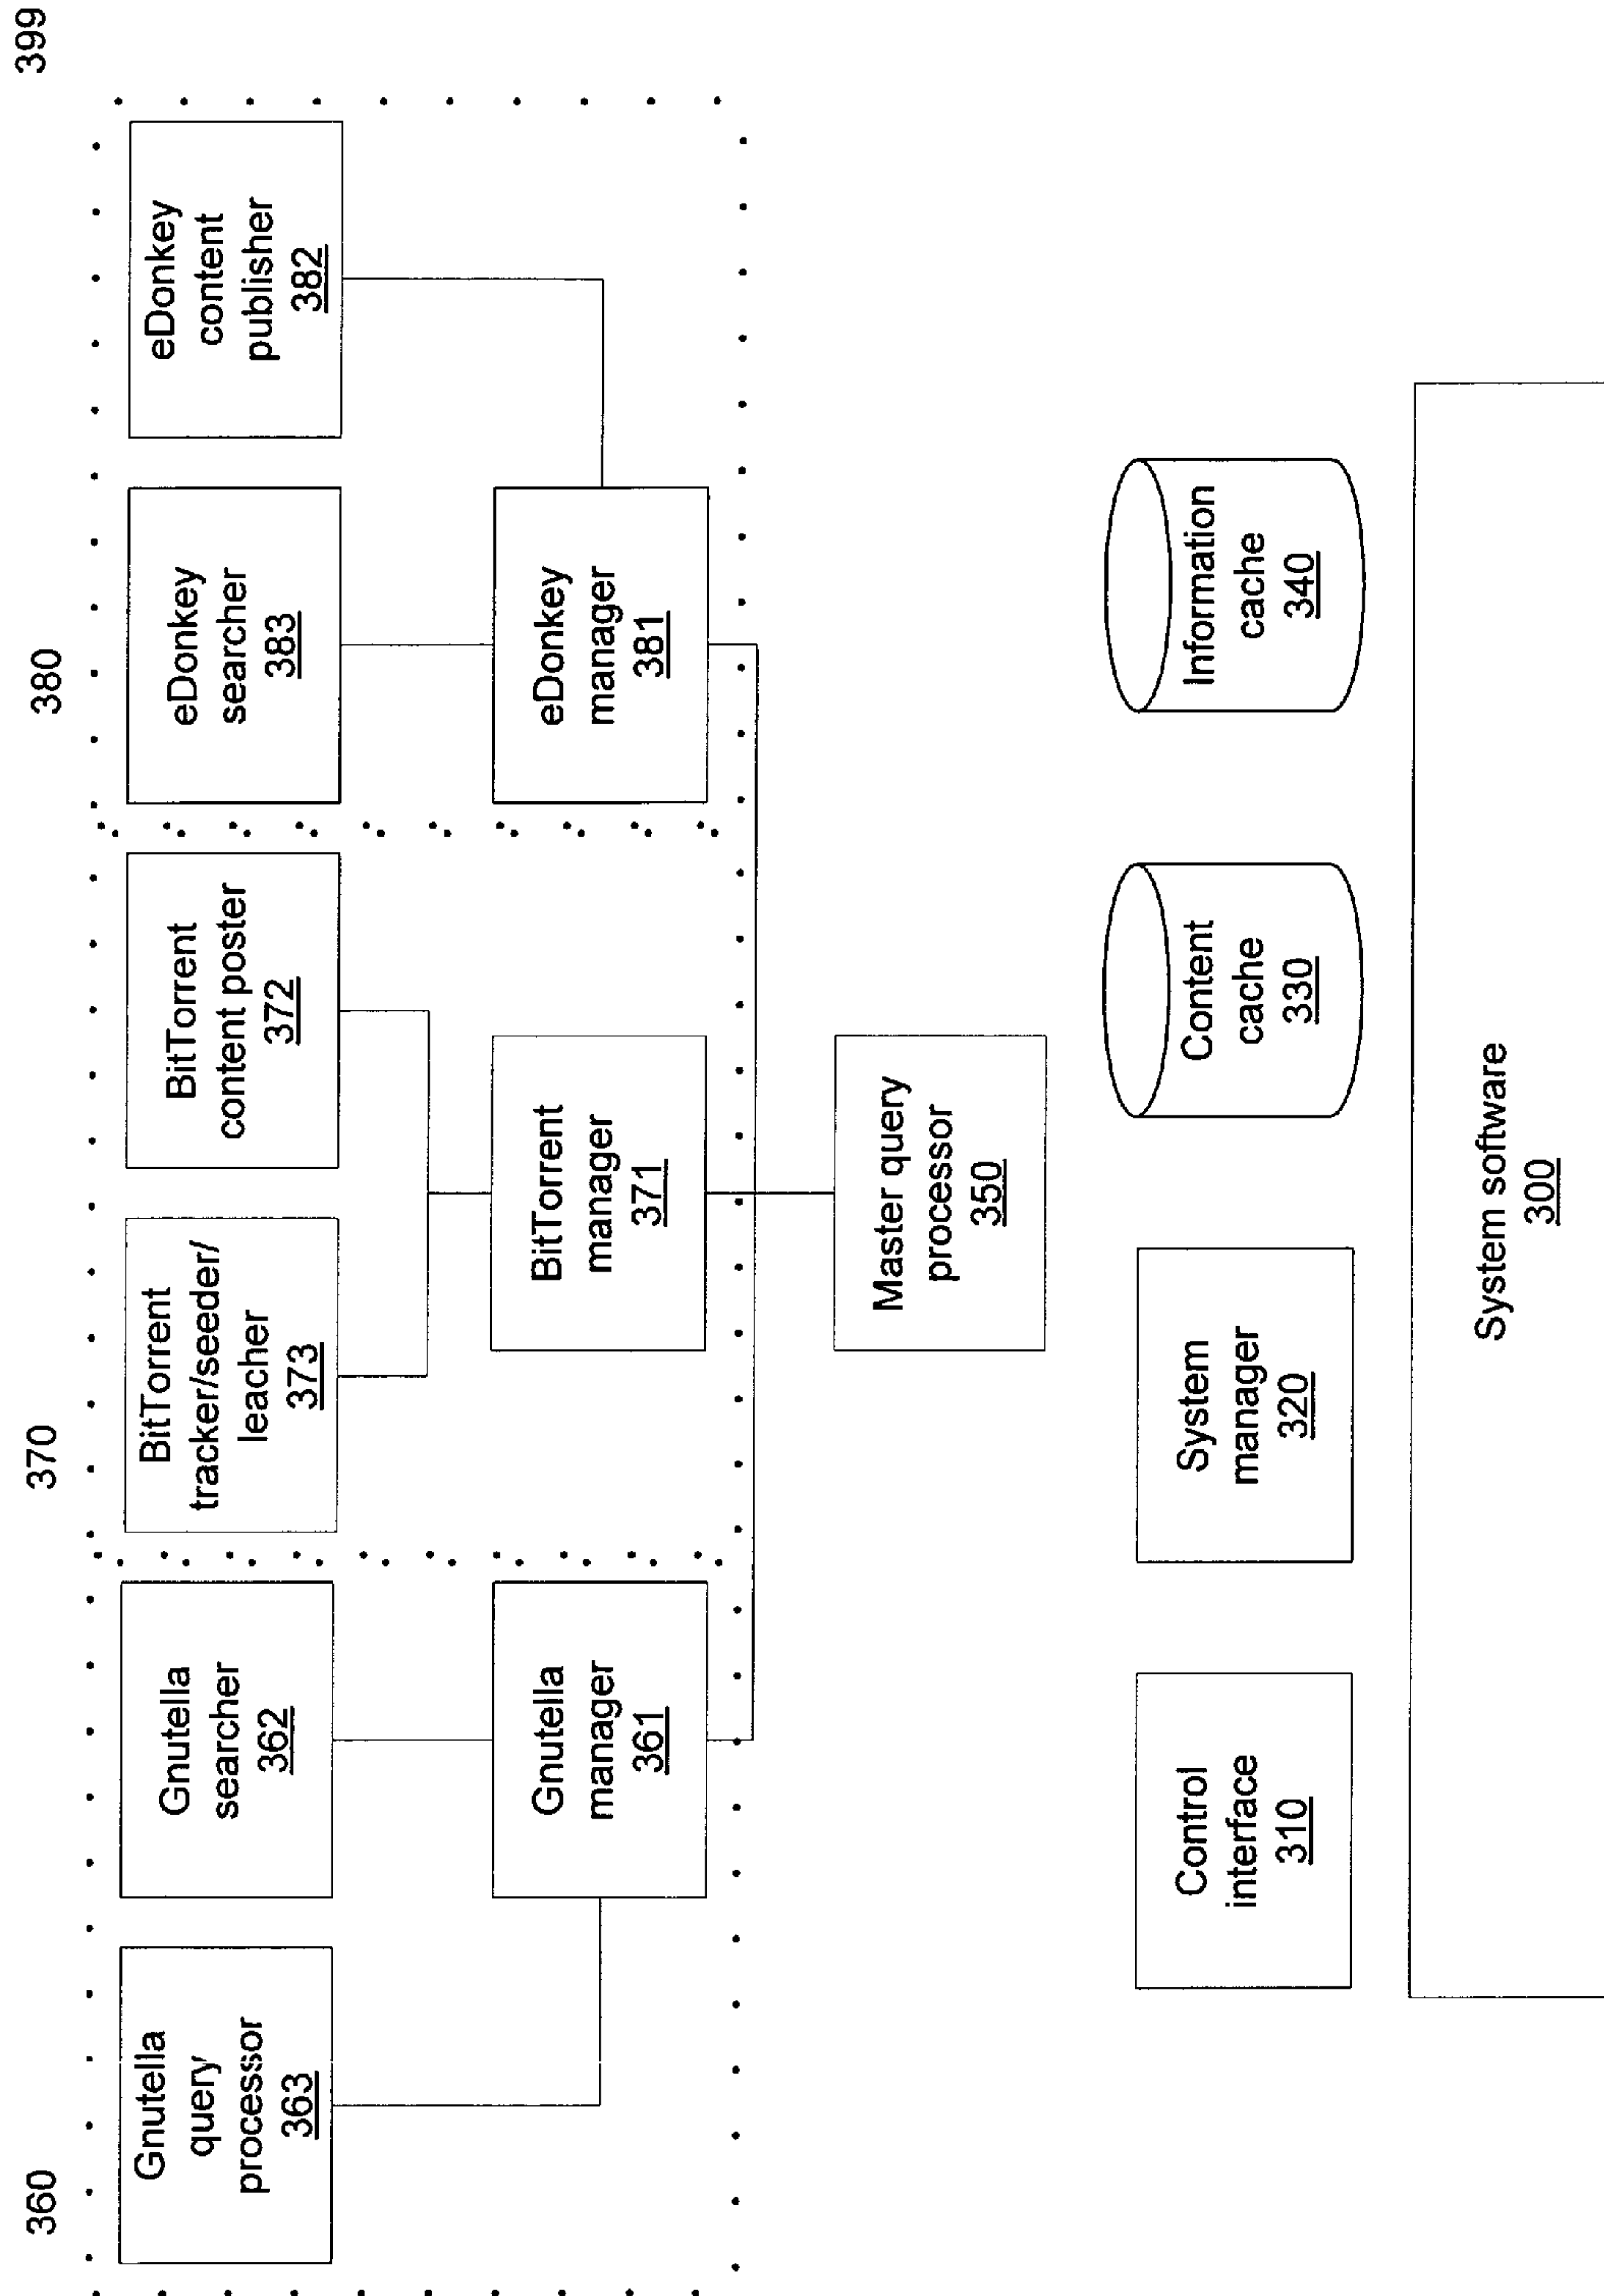 399
360
370
380
Gnutella
query
processor
363
Gnutella
searcher
362
BitTorrent
tracker/seeder/
leacher
373
BitTorrent
content poster
372
eDonkey
searcher
383
eDonkey
content
publisher
382
Gnutella
manager
361
BitTorrent
manager
371
eDonkey
manager
381
Master query
processor
350
Control
interface
310
System
manager
320
Content
cache
330
Information
cache
340
System software
300